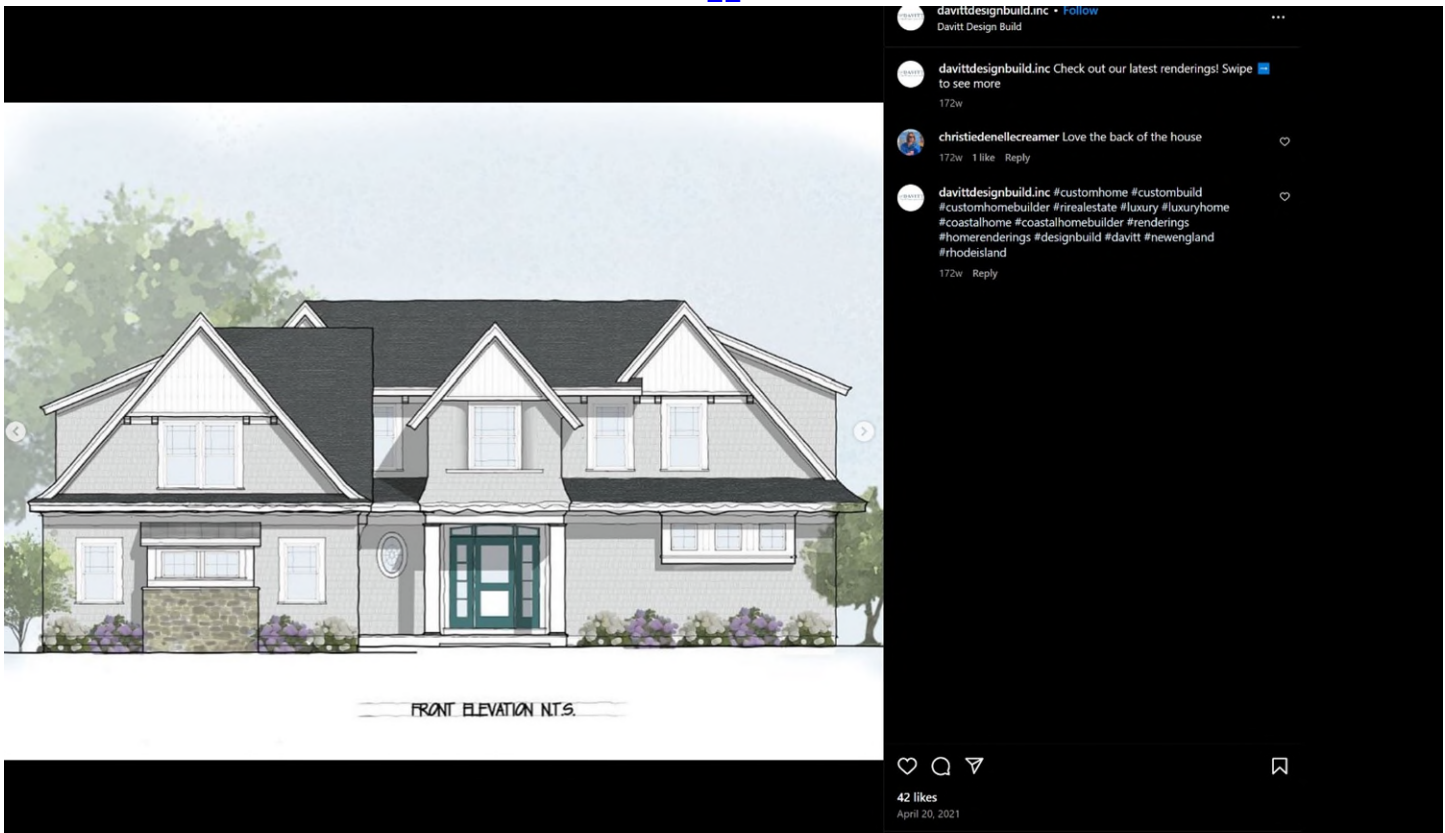 davittdesignbuild.inc • Follow
Davitt Design Build
davittdesignbuild.inc Check out our latest renderings! Swipe ➡️
to see more
172w
christiedenellecreamer Love the back of the house
172w 1 like Reply
davittdesignbuild.inc #customhome #custombuild
#customhomebuilder #rirealestate #luxury #luxuryhome
#coastalhome #coastalhomebuilder #renderings
#homerenderings #designbuild #davitt #newengland
#rhodeisland
172w Reply
FRONT ELEVATION N.T.S.
42 likes
April 20, 2021